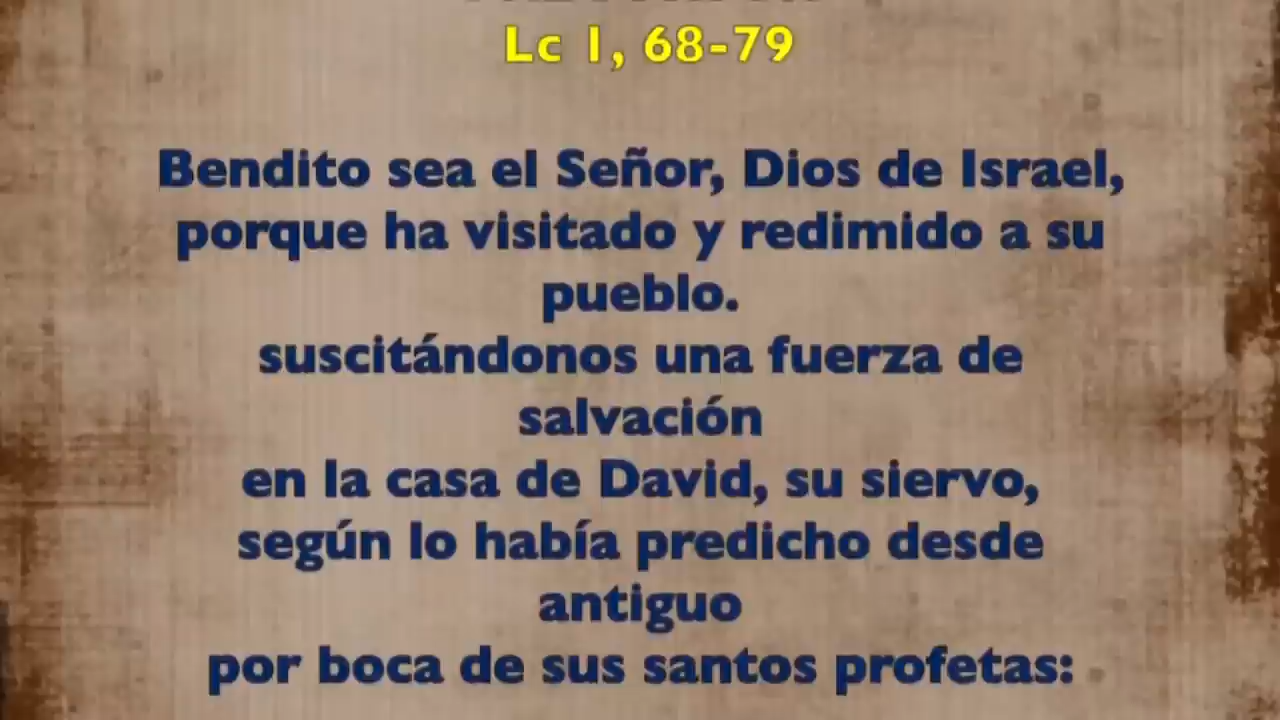 Lc 1, 68-79
Bendito sea el Señor, Dios de Israel,
porque ha visitado y redimido a su
pueblo.
suscitándonos una fuerza de
salvación
en la casa de David, su siervo,
según lo había predicho desde
antiguo
por boca de sus santos profetas: